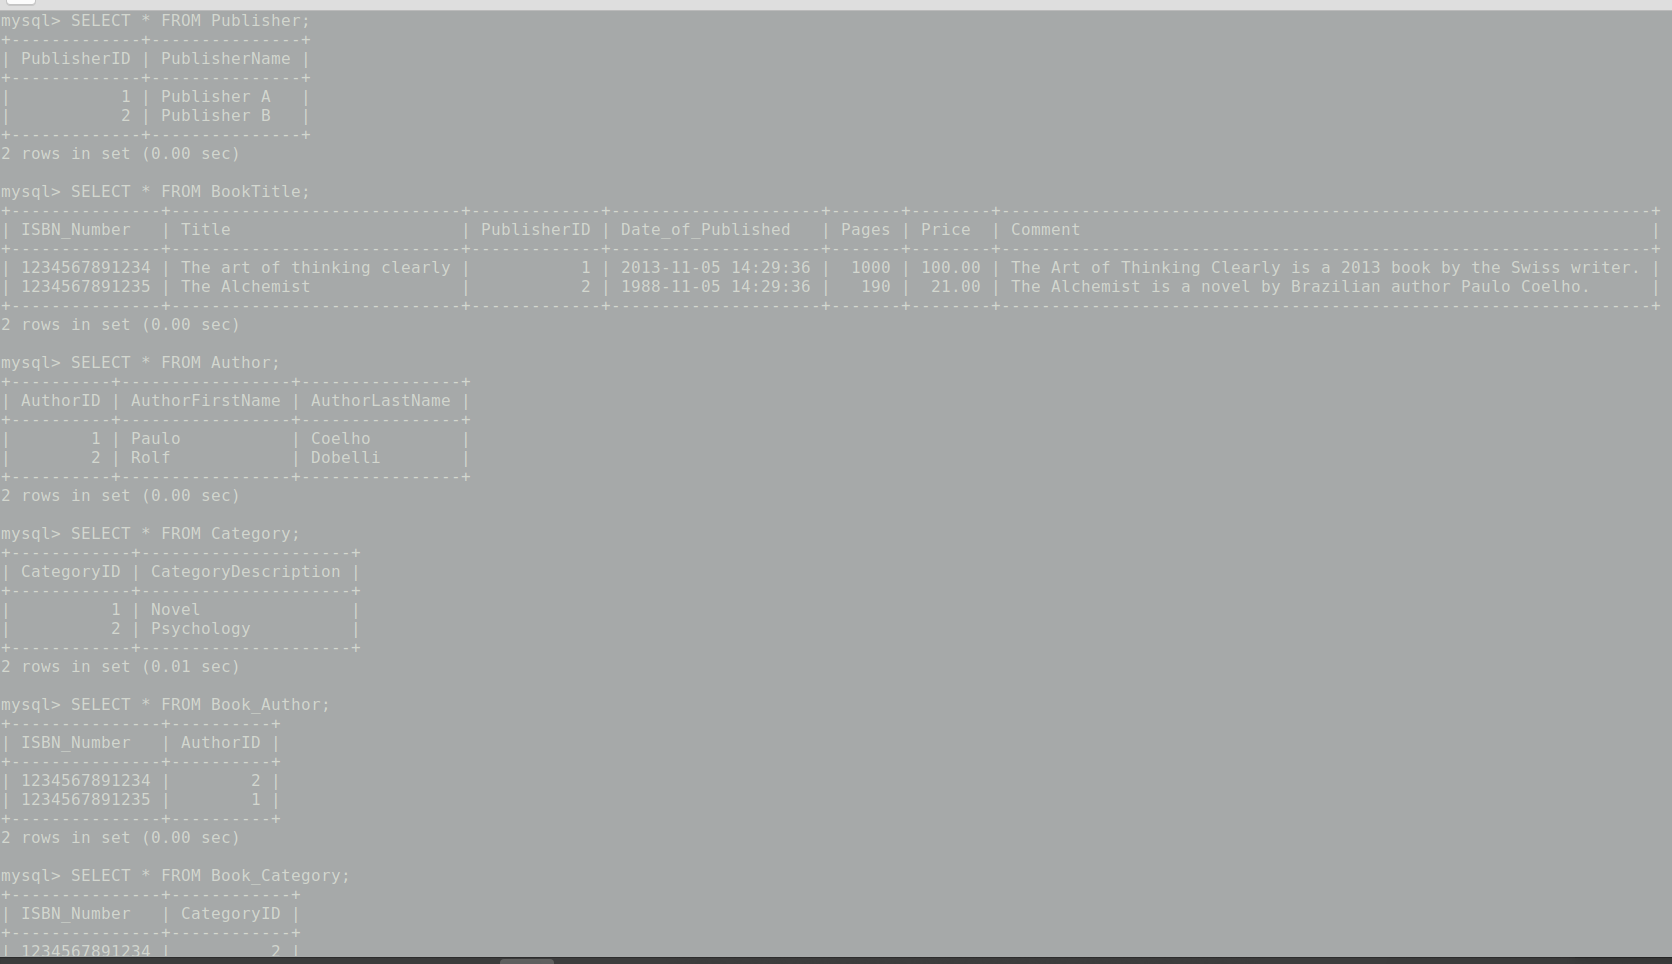 mysql> SELECT * FROM Publisher;
+-------------+---------------+
| PublisherID | PublisherName |
+-------------+---------------+
|           1 | Publisher A   |
|           2 | Publisher B   |
+-------------+---------------+
2 rows in set (0.00 sec)

mysql> SELECT * FROM BookTitle;
+---------------+-----------------------------+-------------+---------------------+-------+--------+-----------------------------------------------------------------+
| ISBN_Number   | Title                       | PublisherID | Date_of_Published   | Pages | Price  | Comment                                                         |
+---------------+-----------------------------+-------------+---------------------+-------+--------+-----------------------------------------------------------------+
| 1234567891234 | The art of thinking clearly |           1 | 2013-11-05 14:29:36 |  1000 | 100.00 | The Art of Thinking Clearly is a 2013 book by the Swiss writer. |
| 1234567891235 | The Alchemist               |           2 | 1988-11-05 14:29:36 |   190 |  21.00 | The Alchemist is a novel by Brazilian author Paulo Coelho.      |
+---------------+-----------------------------+-------------+---------------------+-------+--------+-----------------------------------------------------------------+
2 rows in set (0.00 sec)

mysql> SELECT * FROM Author;
+----------+-----------------+----------------+
| AuthorID | AuthorFirstName | AuthorLastName |
+----------+-----------------+----------------+
|        1 | Paulo           | Coelho         |
|        2 | Rolf            | Dobelli        |
+----------+-----------------+----------------+
2 rows in set (0.00 sec)

mysql> SELECT * FROM Category;
+------------+---------------------+
| CategoryID | CategoryDescription |
+------------+---------------------+
|          1 | Novel               |
|          2 | Psychology          |
+------------+---------------------+
2 rows in set (0.01 sec)

mysql> SELECT * FROM Book_Author;
+---------------+----------+
| ISBN_Number   | AuthorID |
+---------------+----------+
| 1234567891234 |        2 |
| 1234567891235 |        1 |
+---------------+----------+
2 rows in set (0.00 sec)

mysql> SELECT * FROM Book_Category;
+---------------+------------+
| ISBN_Number   | CategoryID |
+---------------+------------+
| 1234567891234 |          2 |